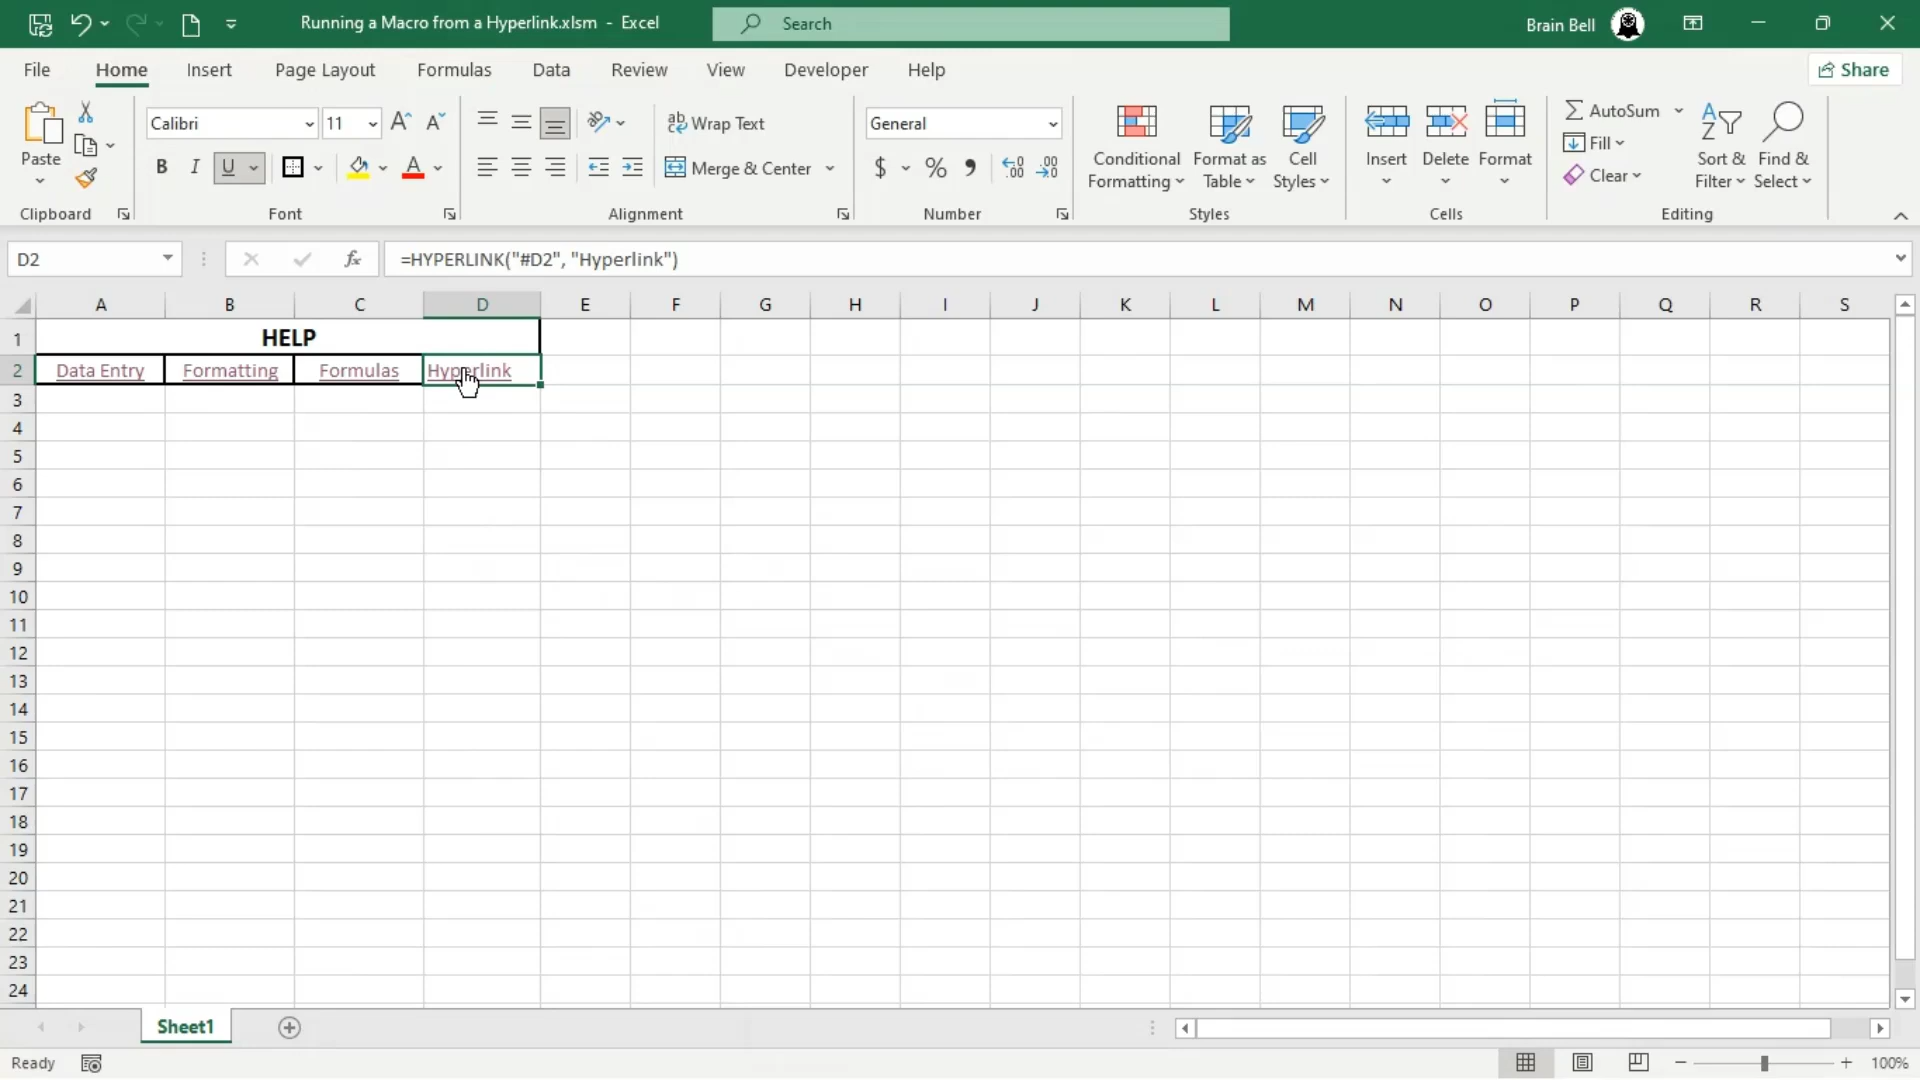 Running a Macro from a Hyperlink.xlsm - Excel
Search
Brain Bell
File Home Insert Page Layout Formulas Data Review View Developer Help
Share
Paste
Clipboard
Calibri 11
B I U
Font
Wrap Text
Merge & Center
Alignment
General
$ % ,
Number
Conditional
Formatting
Format as
Table
Cell
Styles
Styles
Insert Delete Format
Cells
AutoSum
Fill
Clear
Sort &
Filter
Find &
Select
Editing
D2
fx
=HYPERLINK("#D2", "Hyperlink")
A B C D E F G H I J K L M N O P Q R S
1 HELP
2 Data Entry Formatting Formulas Hyperlink
3
4
5
6
7
8
9
10
11
12
13
14
15
16
17
18
19
20
21
22
23
24
Sheet1
Ready
100%